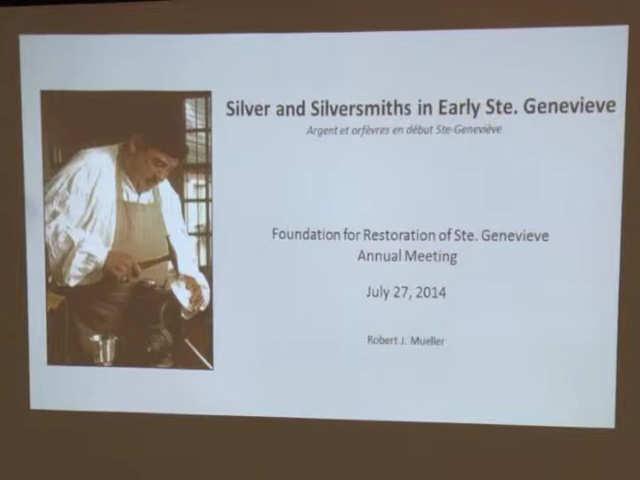 Silver and Silversmiths in Early Ste. Genevieve
Argent et orfèvres en début Ste-Geneviève
Foundation for Restoration of Ste. Genevieve
Annual Meeting
July 27, 2014
Robert J. Mueller